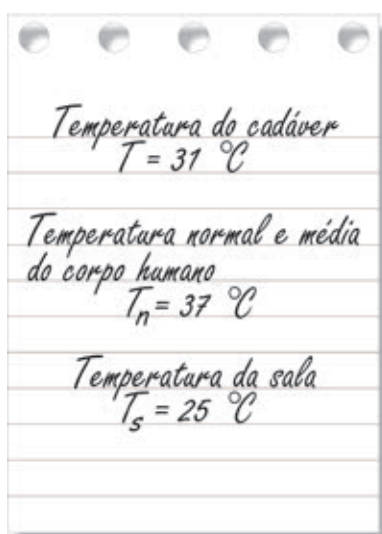 Temperatura do cadáver
T = 31 °C
Temperatura normal e média
do corpo humano
Tn = 37 °C
Temperatura da sala
Ts = 25 °C